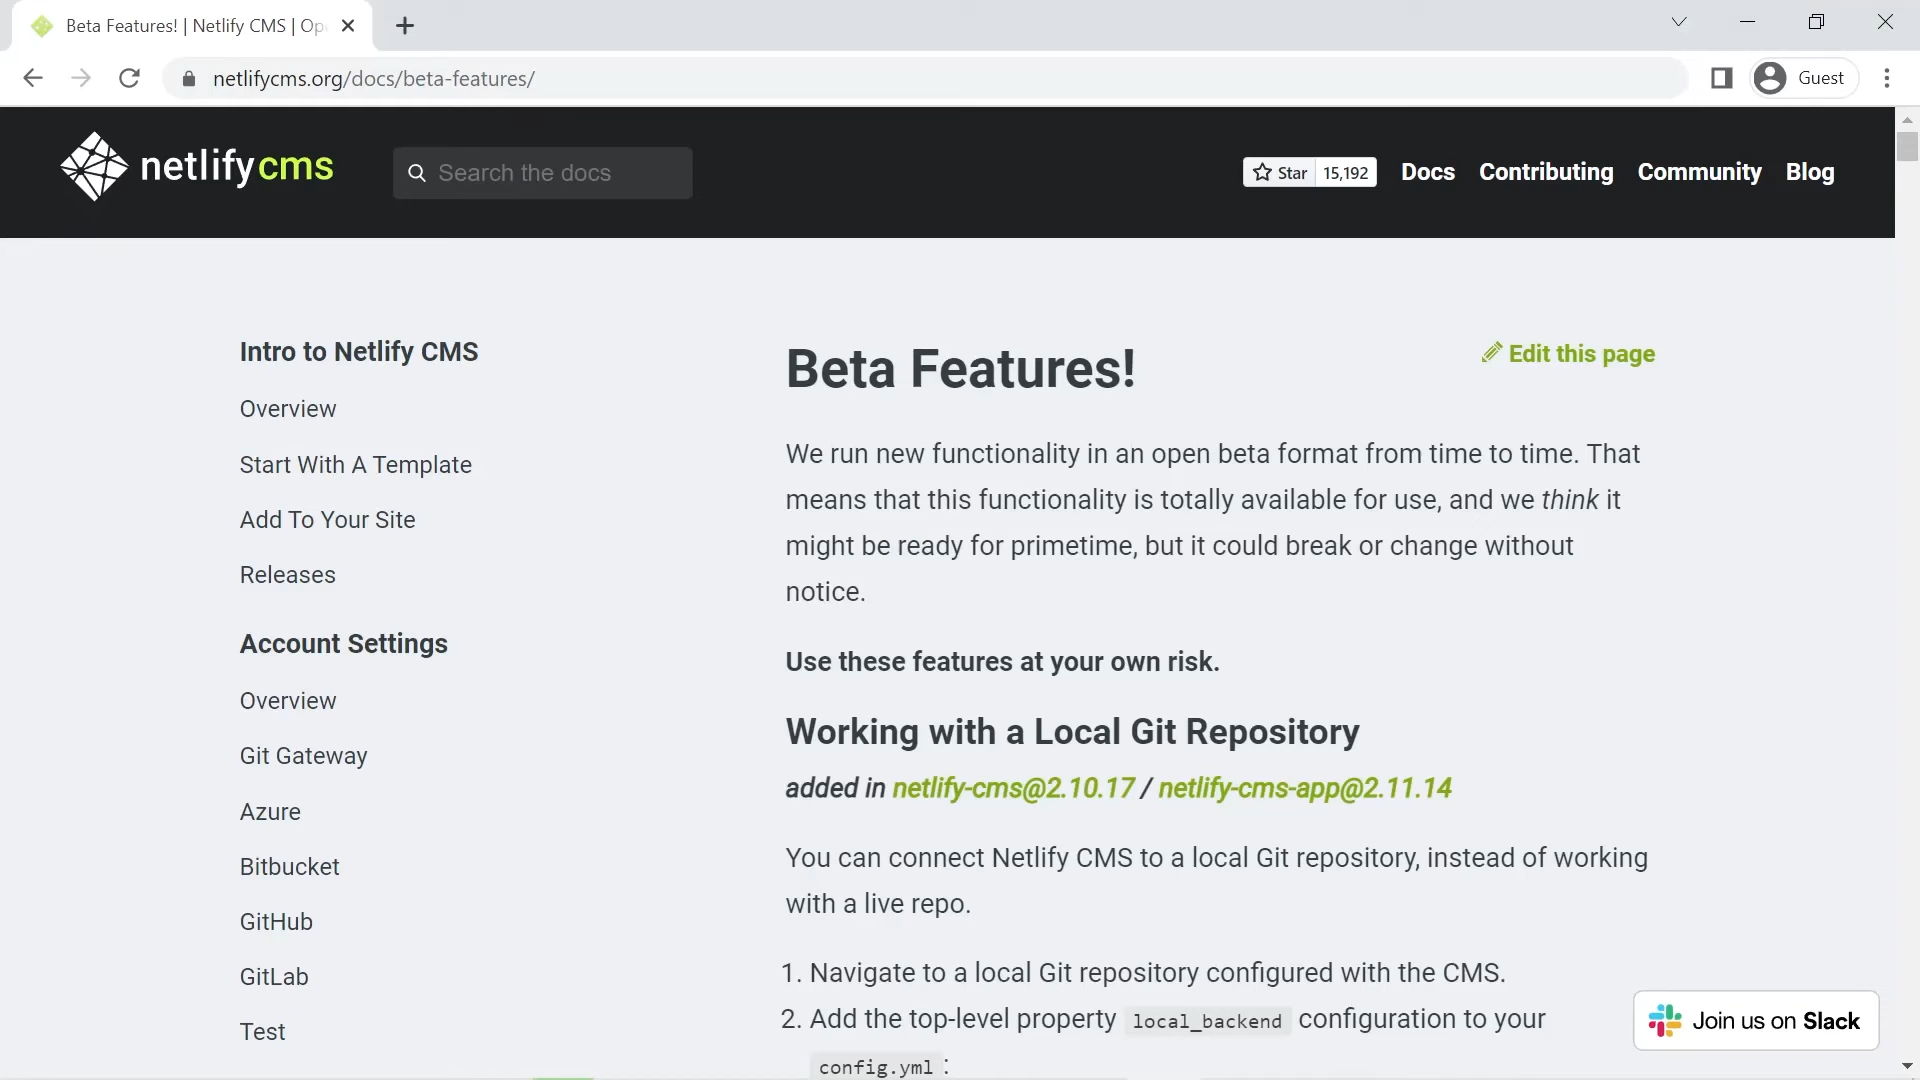 Beta Features! | Netlify CMS | Op
netlifycms.org/docs/beta-features/
Guest
netlifycms
Search the docs
Star 15,192
Docs Contributing Community Blog
Intro to Netlify CMS
Overview
Start With A Template
Add To Your Site
Releases
Account Settings
Overview
Git Gateway
Azure
Bitbucket
GitHub
GitLab
Test
Beta Features!
Edit this page
We run new functionality in an open beta format from time to time. That
means that this functionality is totally available for use, and we think it
might be ready for primetime, but it could break or change without
notice.
Use these features at your own risk.
Working with a Local Git Repository
added in netlify-cms@2.10.17 / netlify-cms-app@2.11.14
You can connect Netlify CMS to a local Git repository, instead of working
with a live repo.
1. Navigate to a local Git repository configured with the CMS.
2. Add the top-level property local_backend configuration to your
config.yml :
Join us on Slack